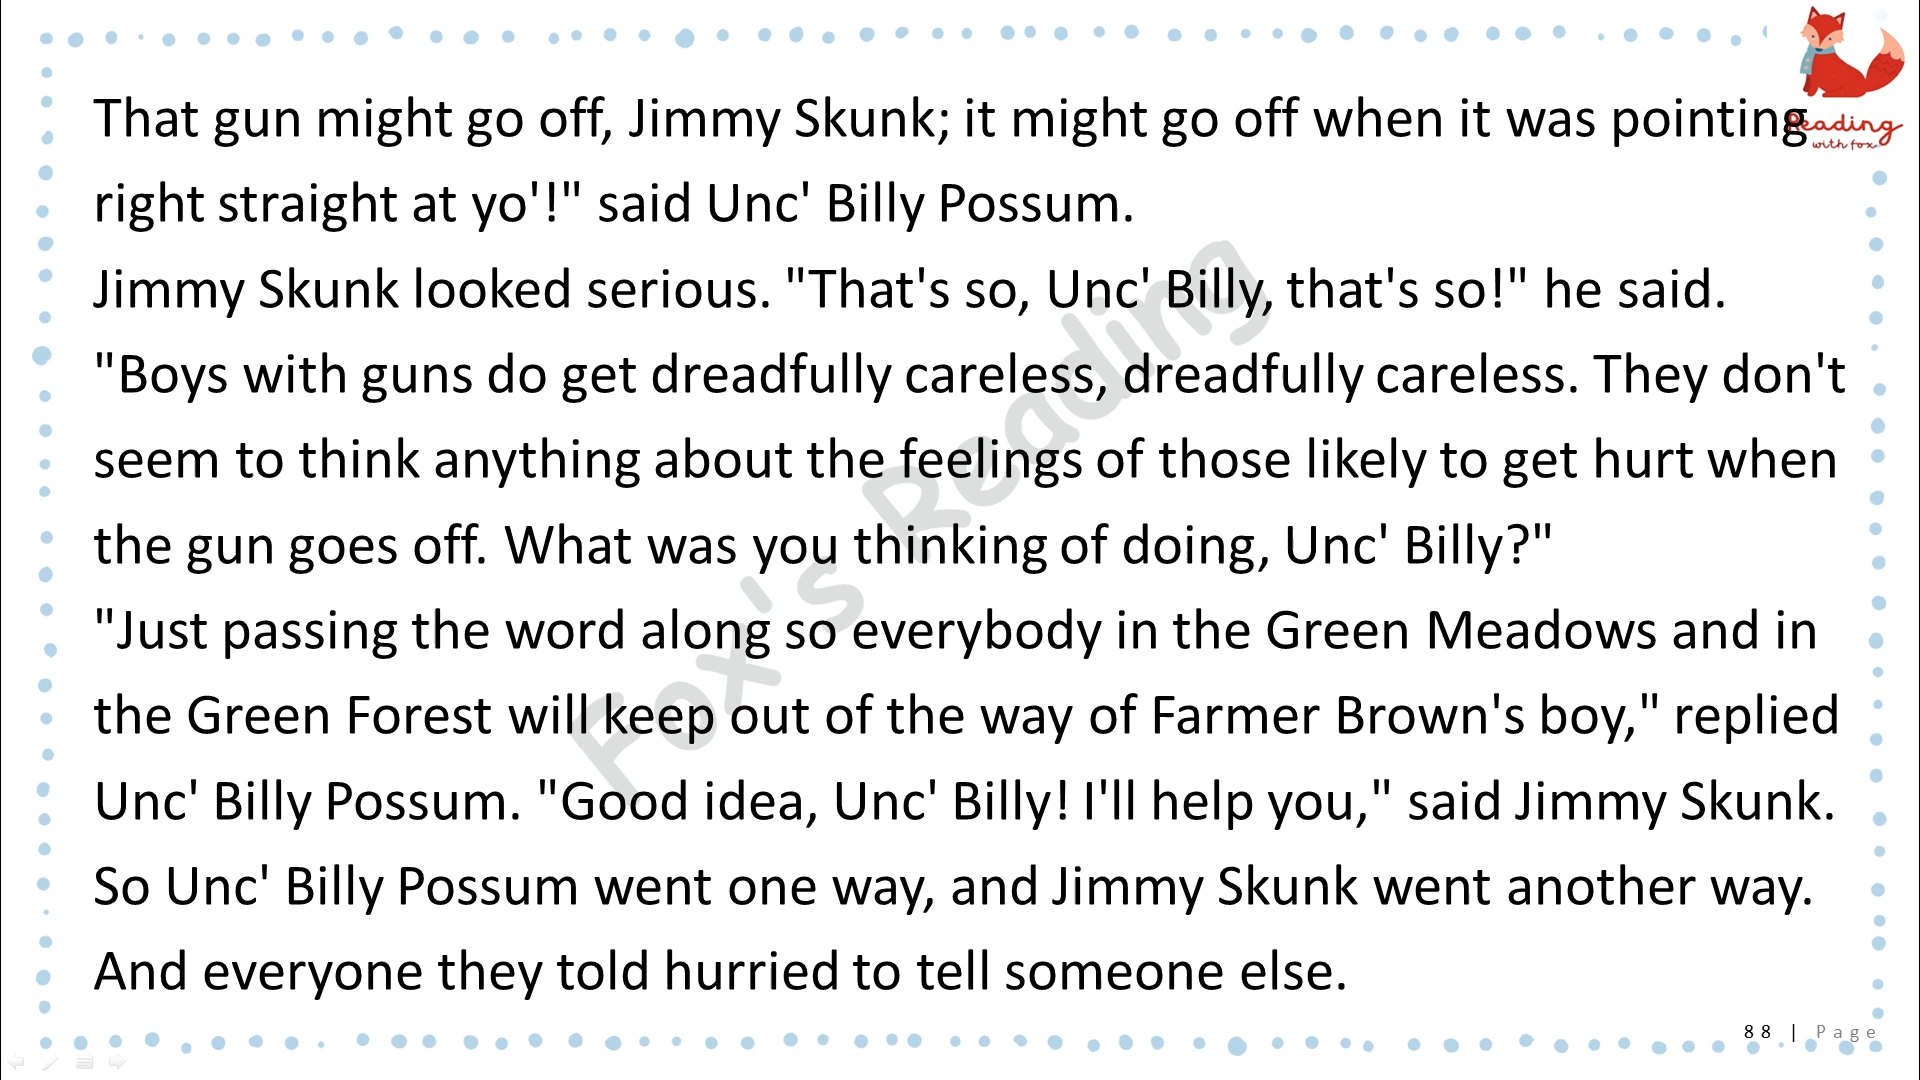 That gun might go off, Jimmy Skunk; it might go off when it was pointing
right straight at yo'!" said Unc' Billy Possum.
Jimmy Skunk looked serious. "That's so, Unc' Billy, that's so!" he said.
"Boys with guns do get dreadfully careless, dreadfully careless. They don't
seem to think anything about the feelings of those likely to get hurt when
the gun goes off. What was you thinking of doing, Unc' Billy?"
"Just passing the word along so everybody in the Green Meadows and in
the Green Forest will keep out of the way of Farmer Brown's boy," replied
Unc' Billy Possum. "Good idea, Unc' Billy! I'll help you," said Jimmy Skunk.
So Unc' Billy Possum went one way, and Jimmy Skunk went another way.
And everyone they told hurried to tell someone else.
Reading
with fox
Fox's Reading
88 | Page